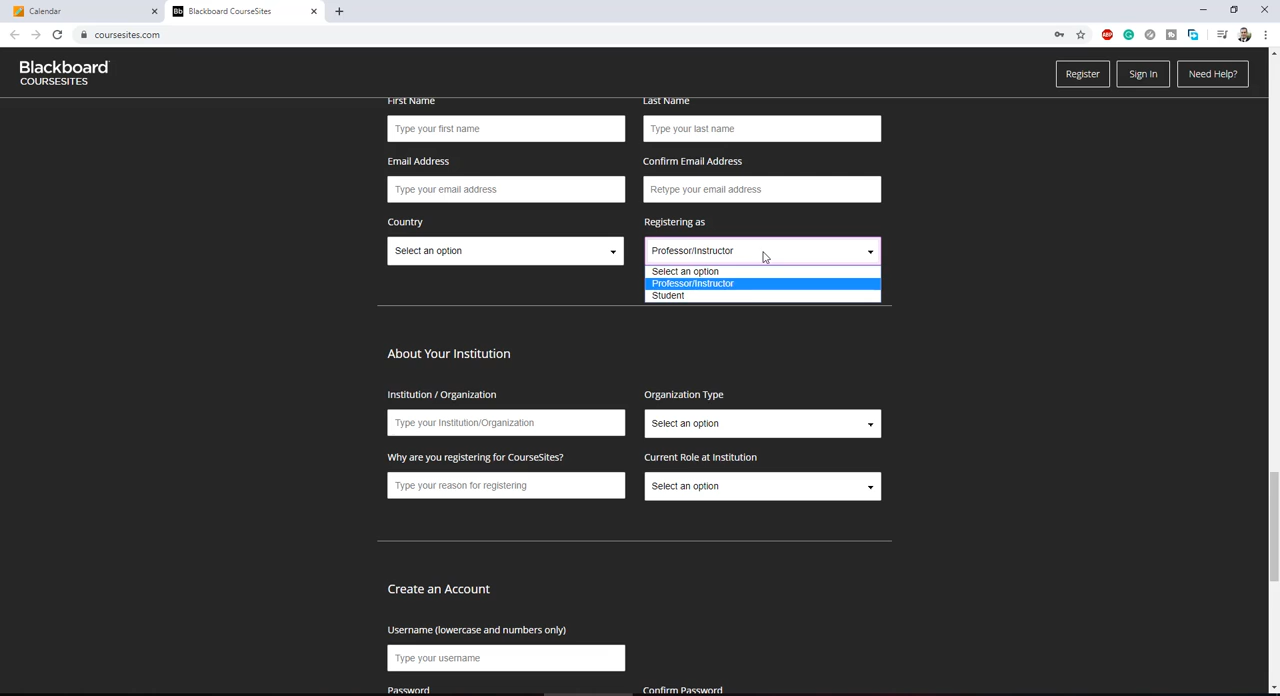 Calendar
Blackboard CourseSites
coursesites.com
Blackboard
COURSESITES
Register
Sign In
Need Help?
First Name
Last Name
Type your first name
Type your last name
Email Address
Confirm Email Address
Type your email address
Retype your email address
Country
Registering as
Select an option
Professor/Instructor
Select an option
Professor/Instructor
Student
About Your Institution
Institution / Organization
Organization Type
Type your Institution/Organization
Select an option
Why are you registering for CourseSites?
Current Role at Institution
Type your reason for registering
Select an option
Create an Account
Username (lowercase and numbers only)
Type your username
Password
Confirm Password